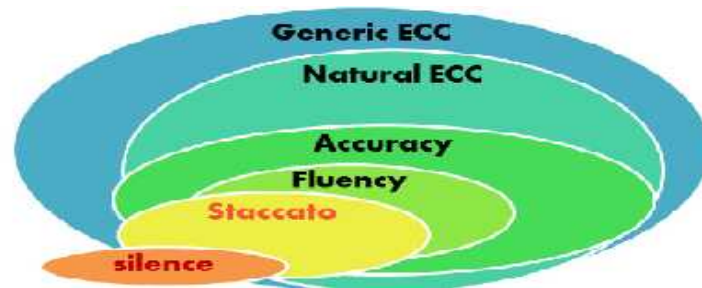 Generic ECC
Natural ECC
Accuracy
Fluency
Staccato
silence